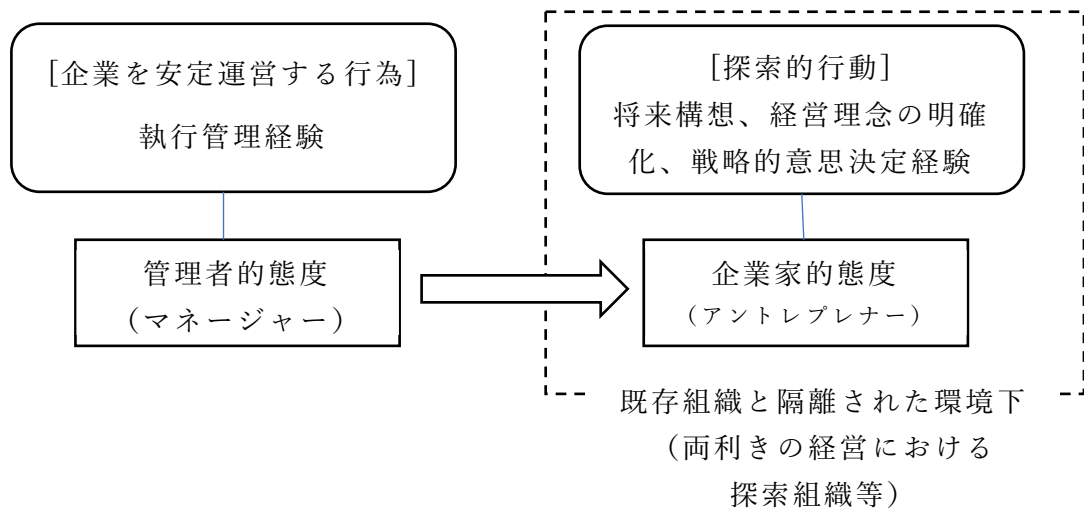 [企業を安定運営する行為]
執行管理経験
管理者的態度
(マネージャー)
[探索的行動]
将来構想、経営理念の明確
化、戦略的意思決定経験
企業家的態度
(アントレプレナー)
既存組織と隔離された環境下
(両利きの経営における
探索組織等)